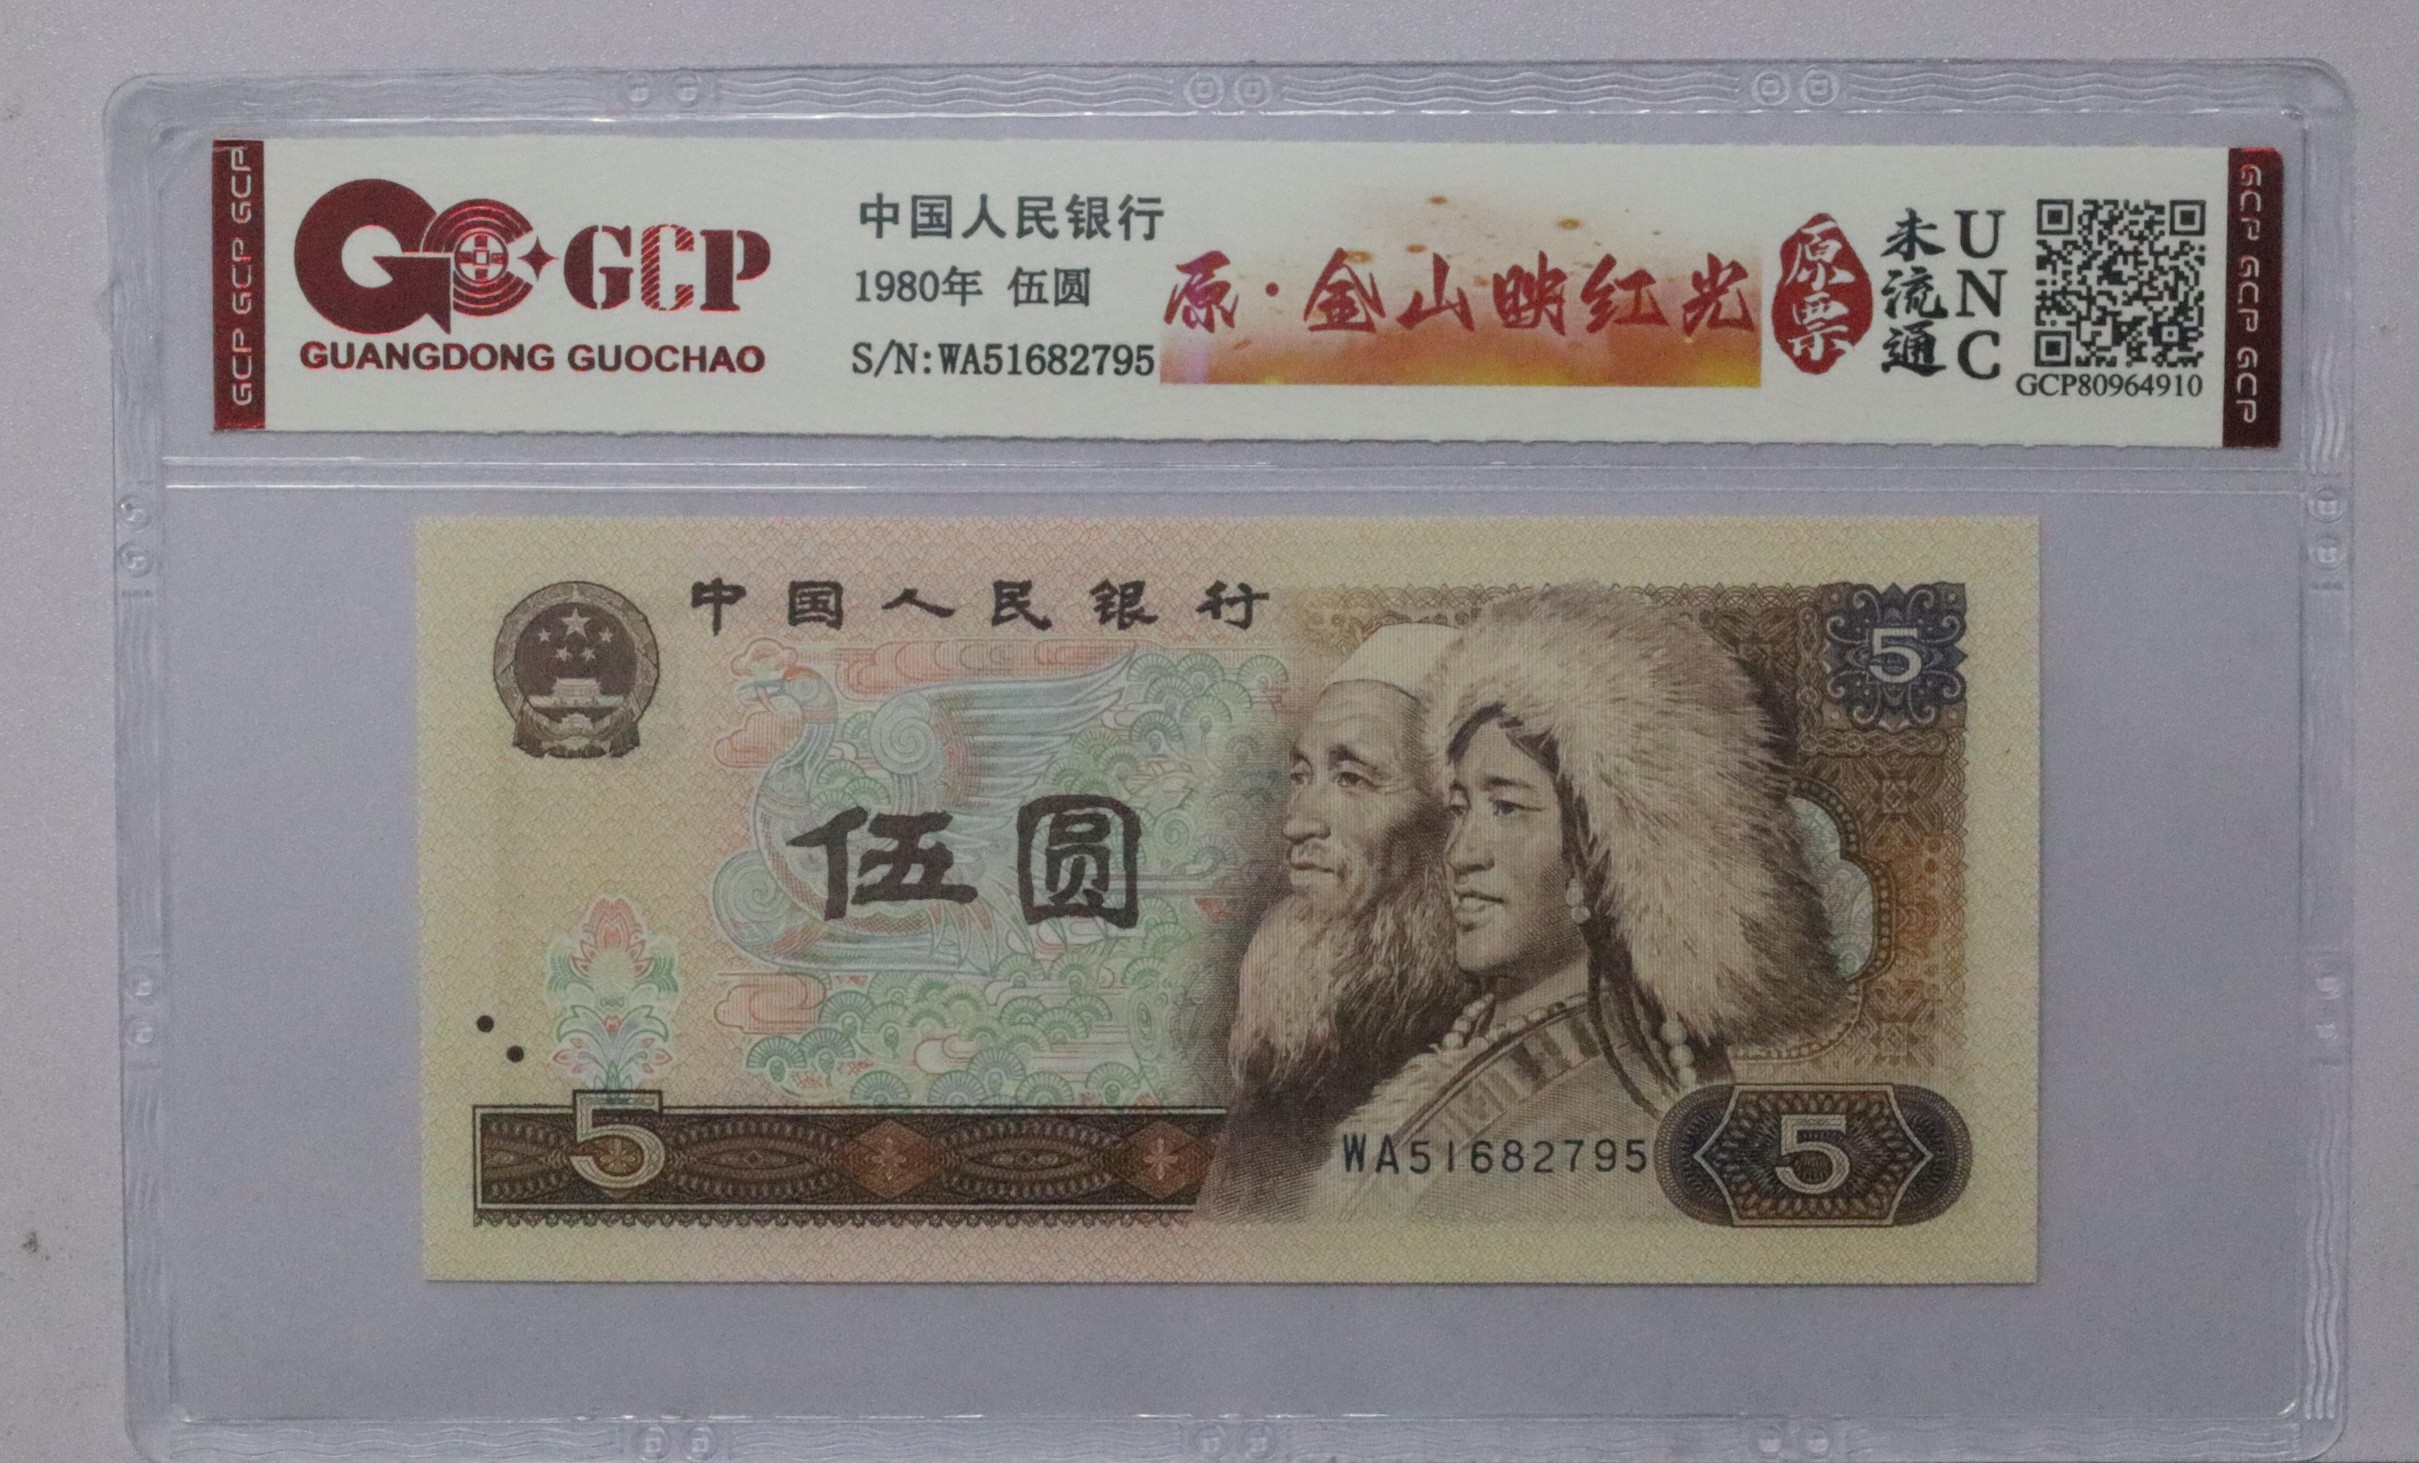 GCP GCP GCP
GCP
GUANGDONG GUOCHAO
中国人民银行
1980年 伍圆
S/N:WA51682795
原·金山映红光
原票
未流通
UNC
GCP80964910
GCP GCP GCP
中国人民银行
5
伍圆
5
WA51682795
5